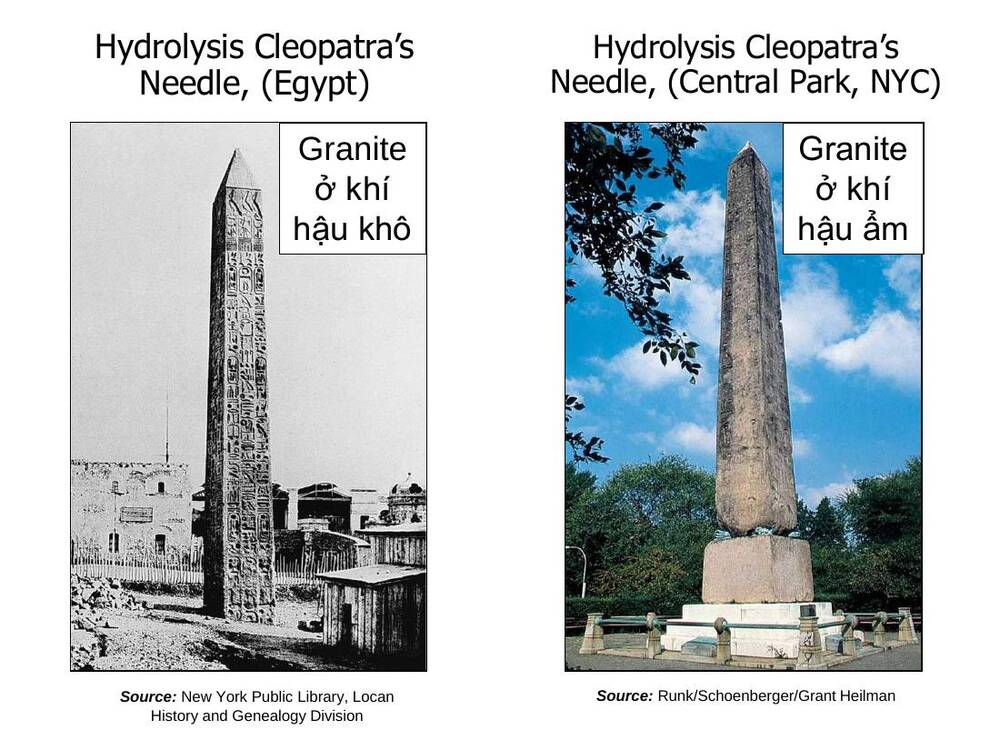 Hydrolysis Cleopatra’s
Needle, (Egypt)
Granite
ở khí
hậu khô
Source: New York Public Library, Locan
History and Genealogy Division
Hydrolysis Cleopatra’s
Needle, (Central Park, NYC)
Granite
ở khí
hậu ẩm
Source: Runk/Schoenberger/Grant Heilman